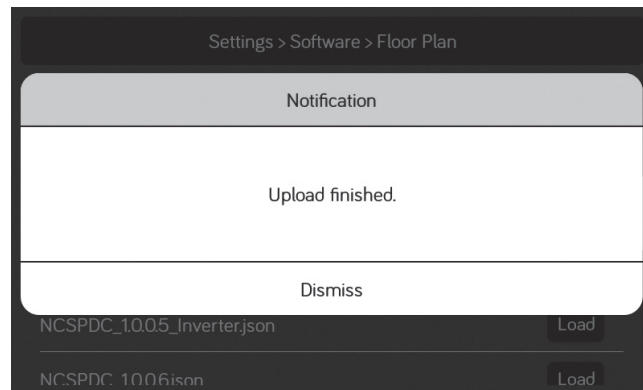 Settings > Software > Floor Plan
Notification
Upload finished.
Dismiss
NCSPDC_1.0.0.5_Inverter.json
Load
NCSPDC_1.0.0.6.json
Load